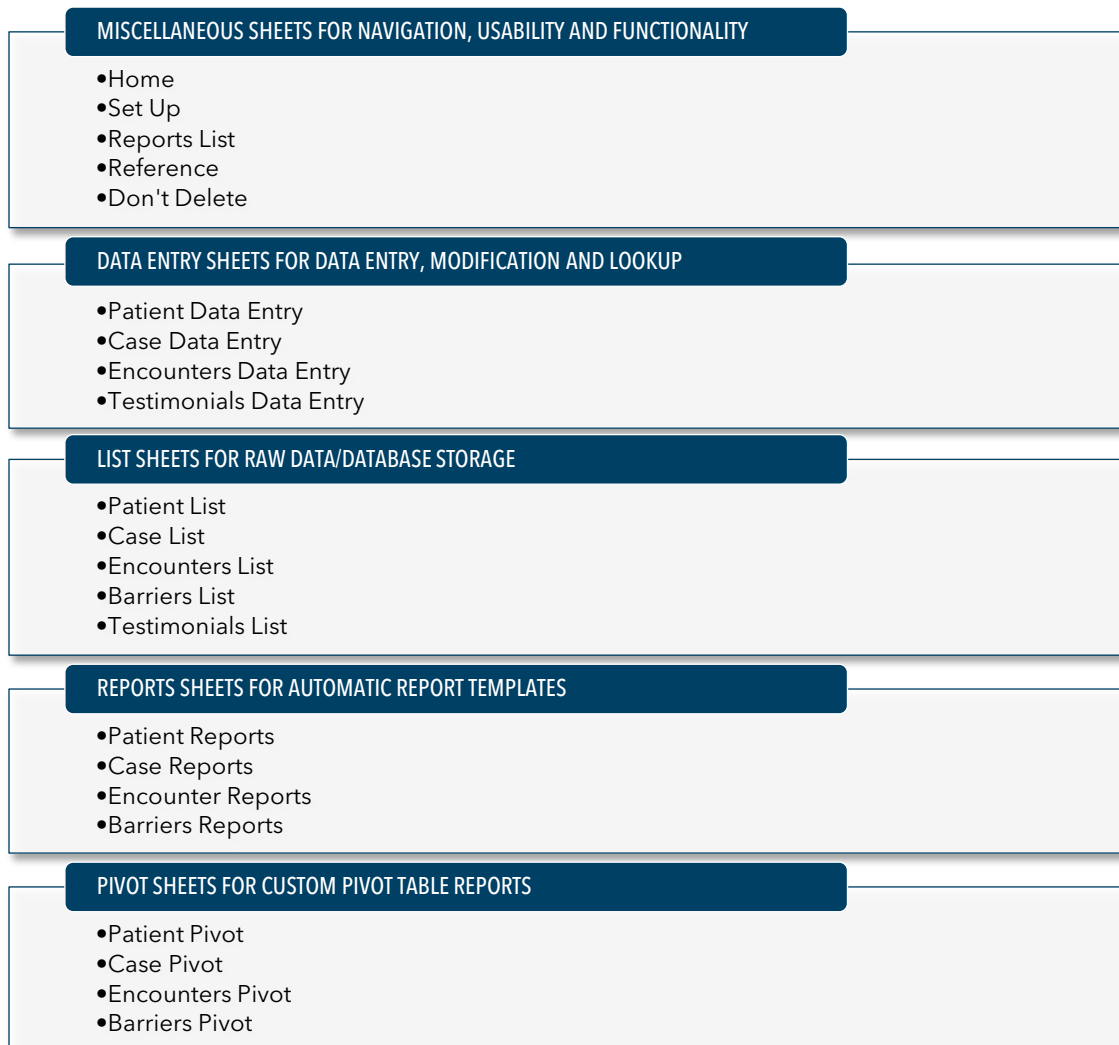 MISCELLANEOUS SHEETS FOR NAVIGATION, USABILITY AND FUNCTIONALITY
•Home
•Set Up
•Reports List
•Reference
•Don't Delete
DATA ENTRY SHEETS FOR DATA ENTRY, MODIFICATION AND LOOKUP
•Patient Data Entry
•Case Data Entry
•Encounters Data Entry
•Testimonials Data Entry
LIST SHEETS FOR RAW DATA/DATABASE STORAGE
•Patient List
•Case List
•Encounters List
•Barriers List
•Testimonials List
REPORTS SHEETS FOR AUTOMATIC REPORT TEMPLATES
•Patient Reports
•Case Reports
•Encounter Reports
•Barriers Reports
PIVOT SHEETS FOR CUSTOM PIVOT TABLE REPORTS
•Patient Pivot
•Case Pivot
•Encounters Pivot
•Barriers Pivot